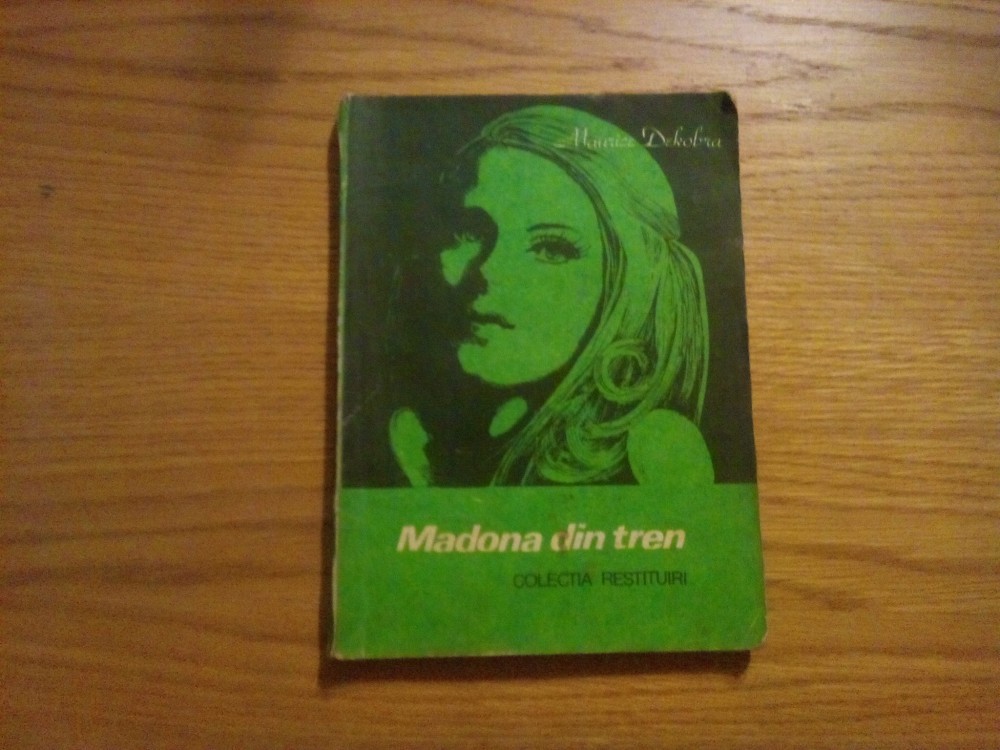 Maurice Dekobra
Madona din tren
COLECTIA RESTITUIRI